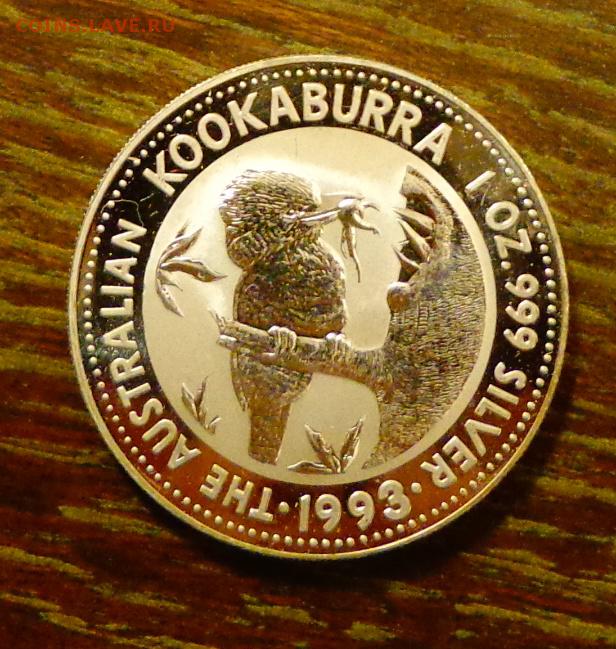 COINS.LAVE.RU
THE AUSTRALIAN KOOKABURRA 1 OZ. 999 SILVER
· 1993 ·